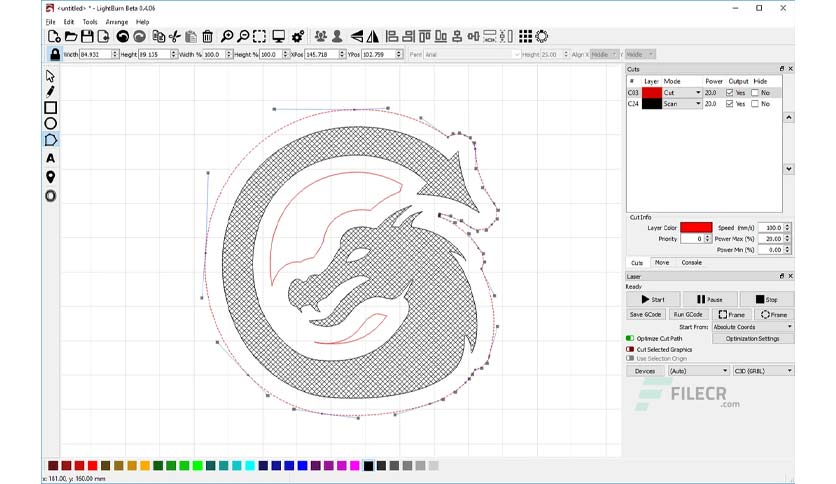 <untitled> * - LightBurn Beta 0.4.06
File Edit Tools Arrange Help
Width 84.932 Height 89.135 Width % 100.0 Height % 100.0 XPos 145.718 YPos 102.759 Font Arial Height 25.00 Align X Middle Y Middle
Cuts
# Layer Mode Power Output Hide
C03 Cut 20.0 Yes No
C24 Scan 20.0 Yes No
Cut Info
Layer Color Speed (mm/s) 100.0
Priority 0 Power Max (%) 20.00
Power Min (%) 0.00
Cuts Move Console
Laser
Ready
Start Pause Stop
Save GCode Run GCode Frame Frame
Start From: Absolute Coords
Optimize Cut Path Optimization Settings
Cut Selected Graphics
Use Selection Origin
Devices (Auto) C3D (GRBL)
FILECR
.com
x: 181.00, y: 160.00 mm